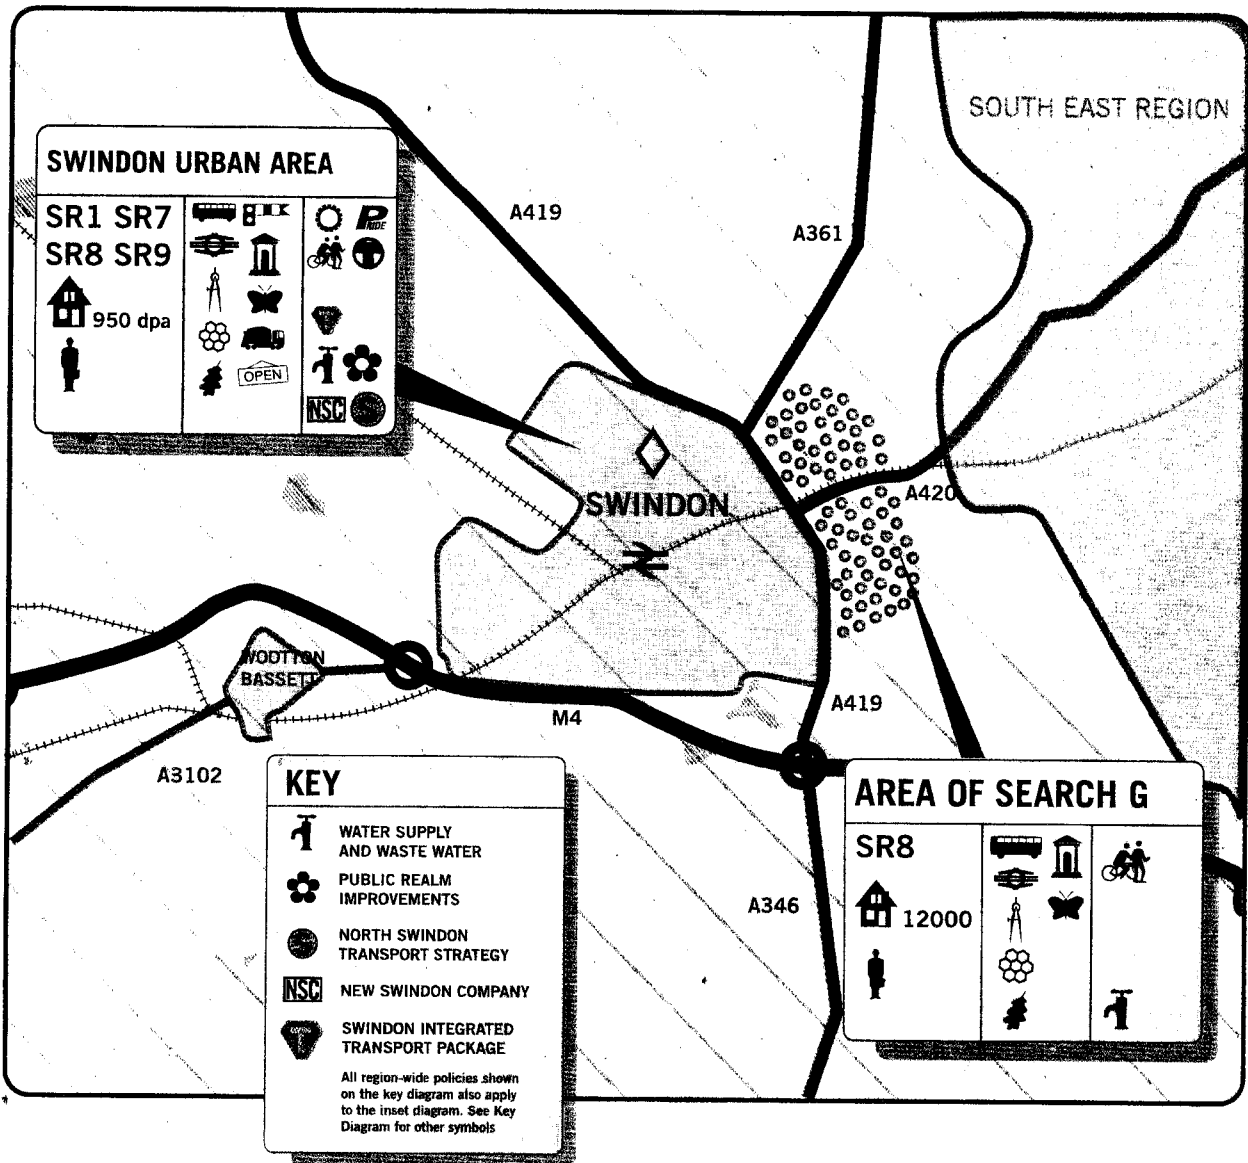 SOUTH EAST REGION
SWINDON URBAN AREA
SR1 SR7
SR8 SR9
950 dpa
OPEN
PRIDE
T
NSC
S
A419
A361
SWINDON
A420
WOOTTON
BASSETT
M4
A419
A3102
A346
KEY
WATER SUPPLY
AND WASTE WATER
PUBLIC REALM
IMPROVEMENTS
S
NORTH SWINDON
TRANSPORT STRATEGY
NSC
NEW SWINDON COMPANY
T
SWINDON INTEGRATED
TRANSPORT PACKAGE
All region-wide policies shown
on the key diagram also apply
to the inset diagram. See Key
Diagram for other symbols
AREA OF SEARCH G
SR8
12000